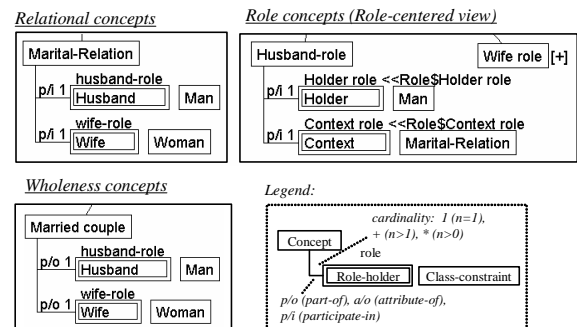 Relational concepts
Marital-Relation
husband-role
p/i 1 Husband Man
wife-role
p/i 1 Wife Woman
Role concepts (Role-centered view)
Husband-role Wife role [+]
Holder role <<Role$Holder role
p/i 1 Holder Man
Context role <<Role$Context role
p/i 1 Context Marital-Relation
Wholeness concepts
Married couple
husband-role
p/o 1 Husband Man
wife-role
p/o 1 Wife Woman
Legend:
cardinality: 1 (n=1),
+ (n>1), * (n>0)
Concept
role
Role-holder Class-constraint
p/o (part-of), a/o (attribute-of),
p/i (participate-in)